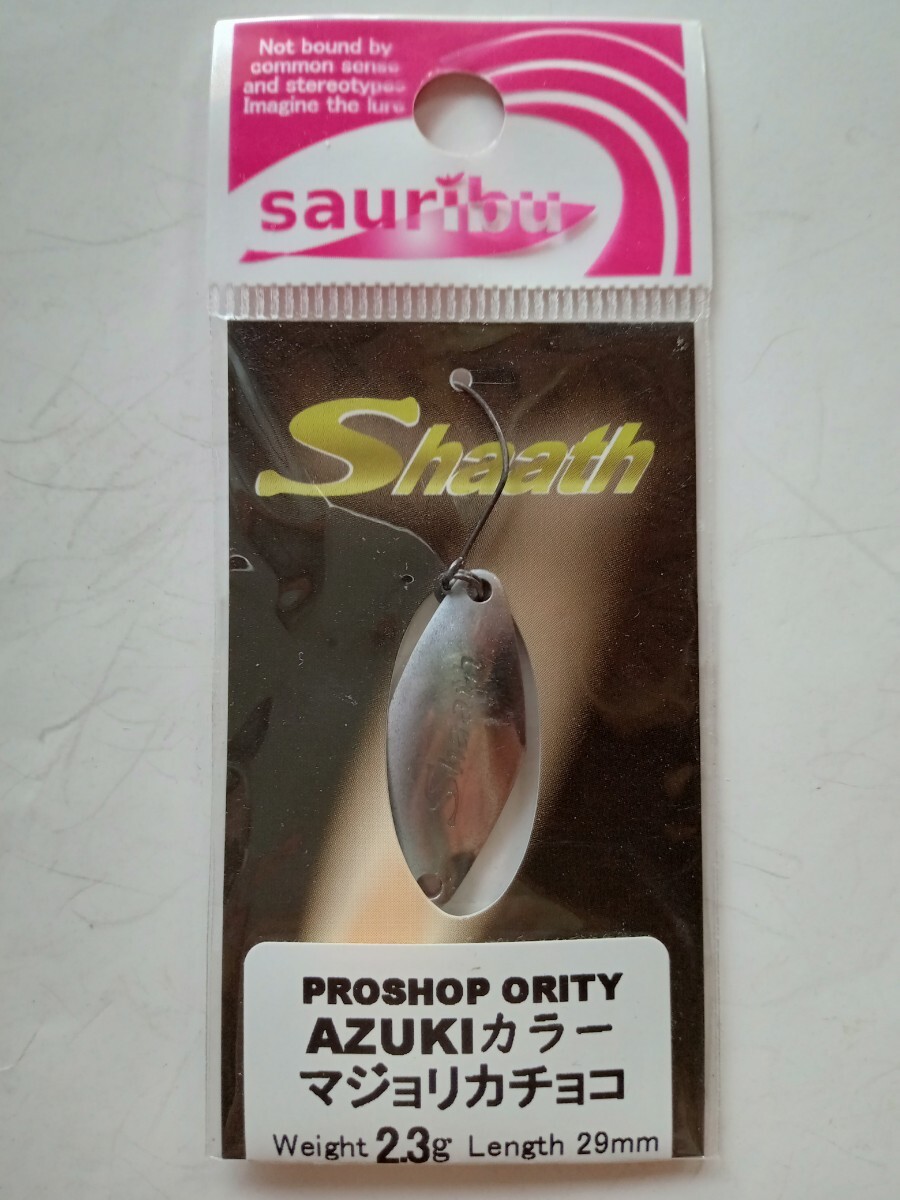 Not bound by
common sense
and stereotypes
Imagine the lure
sauribu
Shaath
Shaath
PROSHOP ORITY
AZUKIカラー
マジョリカチョコ
Weight 2.3g Length 29mm